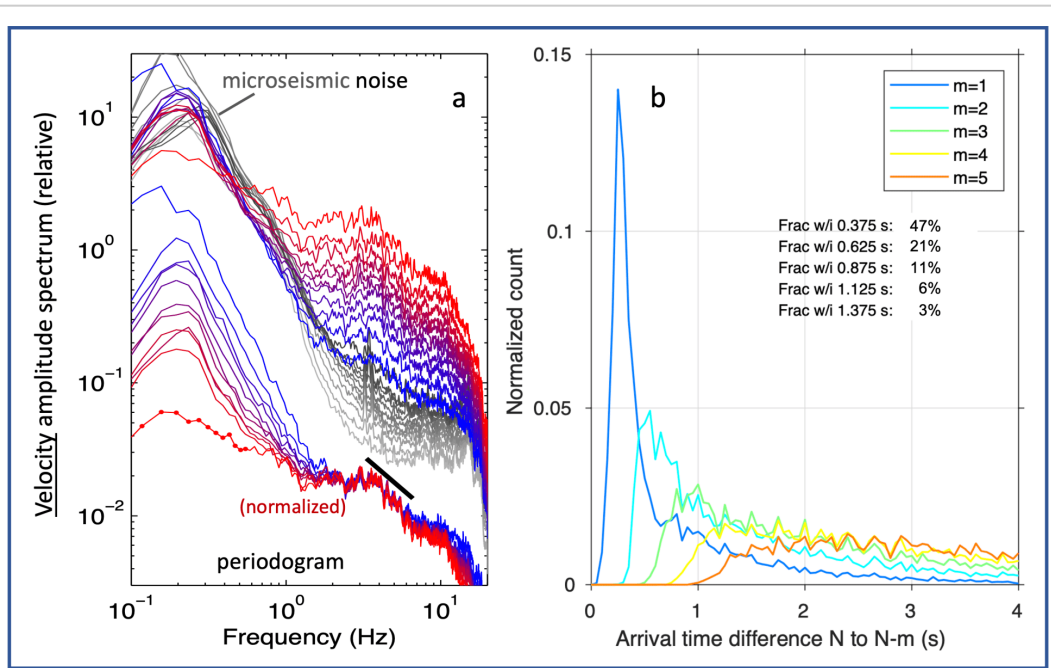 microseismic noise
a
(normalized)
periodogram
Velocity amplitude spectrum (relative)
10^1
10^0
10^-1
10^-2
10^-1
10^0
10^1
Frequency (Hz)
b
m=1
m=2
m=3
m=4
m=5
Frac w/i 0.375 s: 47%
Frac w/i 0.625 s: 21%
Frac w/i 0.875 s: 11%
Frac w/i 1.125 s: 6%
Frac w/i 1.375 s: 3%
Normalized count
0.15
0.1
0.05
0
0
1
2
3
4
Arrival time difference N to N-m (s)